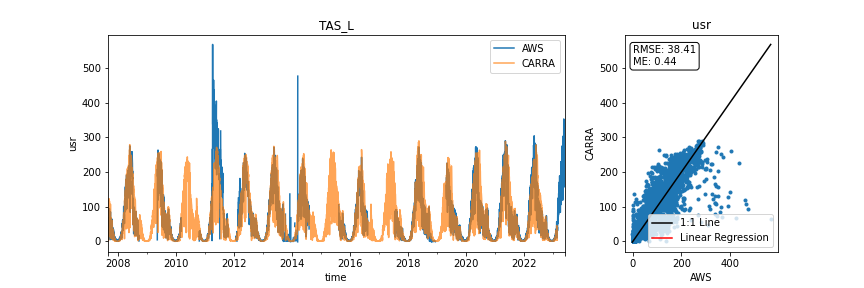 TAS_L
usr
AWS
CARRA
500
400
300
200
100
0
usr
2008
2010
2012
2014
2016
2018
2020
2022
time
RMSE: 38.41
ME: 0.44
500
400
300
200
100
0
CARRA
1:1 Line
Linear Regression
0
200
400
AWS